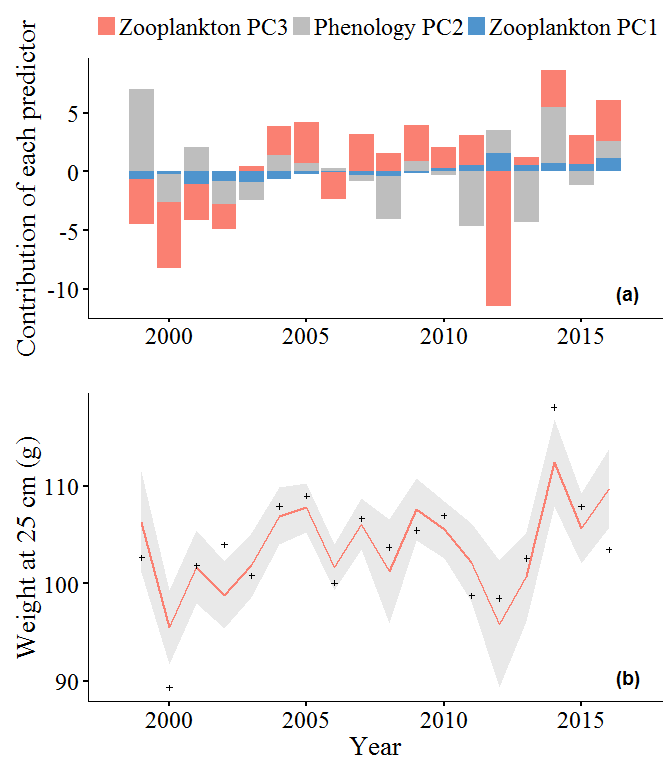 Zooplankton PC3 Phenology PC2 Zooplankton PC1
Contribution of each predictor
5
0
-5
-10
(a)
2000 2005 2010 2015
Weight at 25 cm (g)
110
100
90
(b)
2000 2005 2010 2015
Year